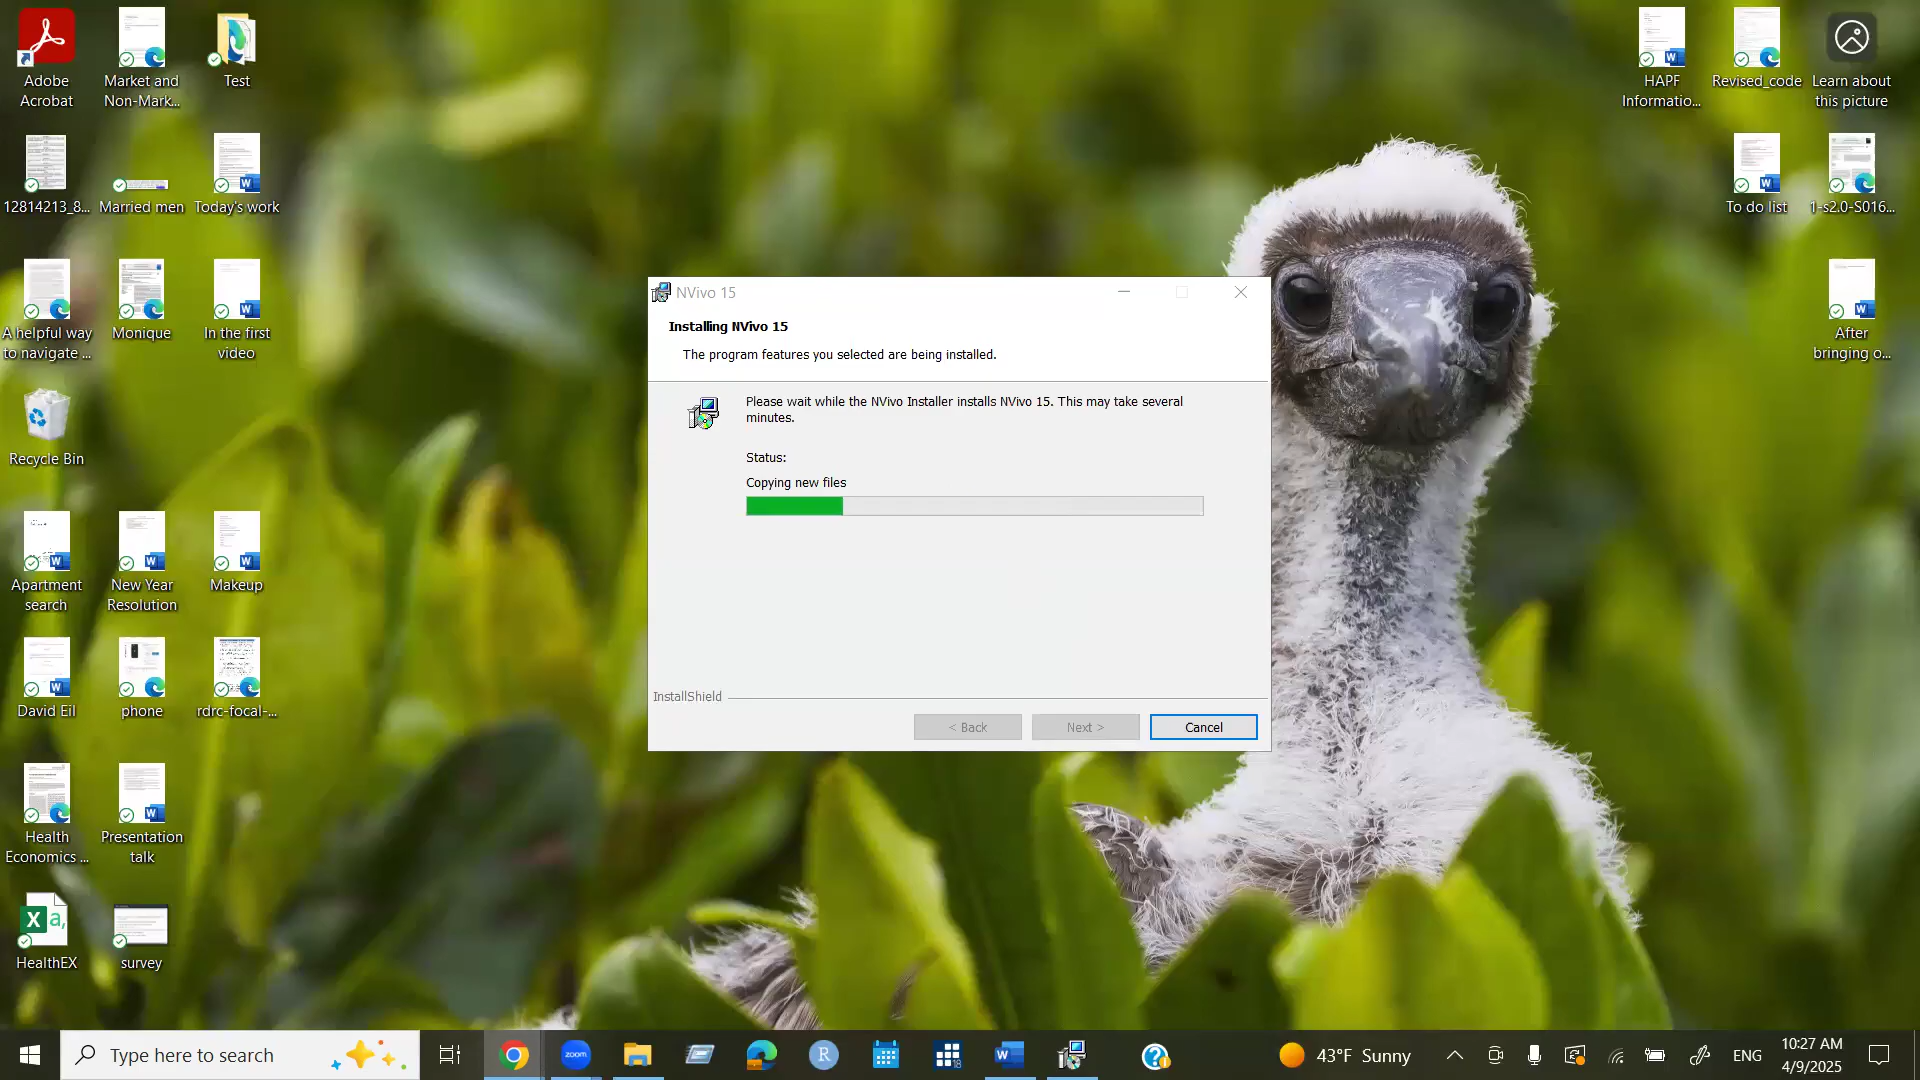 Adobe
Acrobat
Market and
Non-Mark...
Test
12814213_8...
Married men
Today's work
A helpful way
to navigate ...
Monique
In the first
video
Recycle Bin
Apartment
search
New Year
Resolution
Makeup
David Eil
phone
rdrc-focal-...
Health
Economics ...
Presentation
talk
HealthEX
survey
HAPF
Informatio...
Revised_code
Learn about
this picture
To do list
1-s2.0-S016...
After
bringing o...
NVivo 15
Installing NVivo 15
The program features you selected are being installed.
Please wait while the NVivo Installer installs NVivo 15. This may take several
minutes.
Status:
Copying new files
InstallShield
< Back
Next >
Cancel
Type here to search
zoom
R
18
43°F Sunny
ENG
10:27 AM
4/9/2025